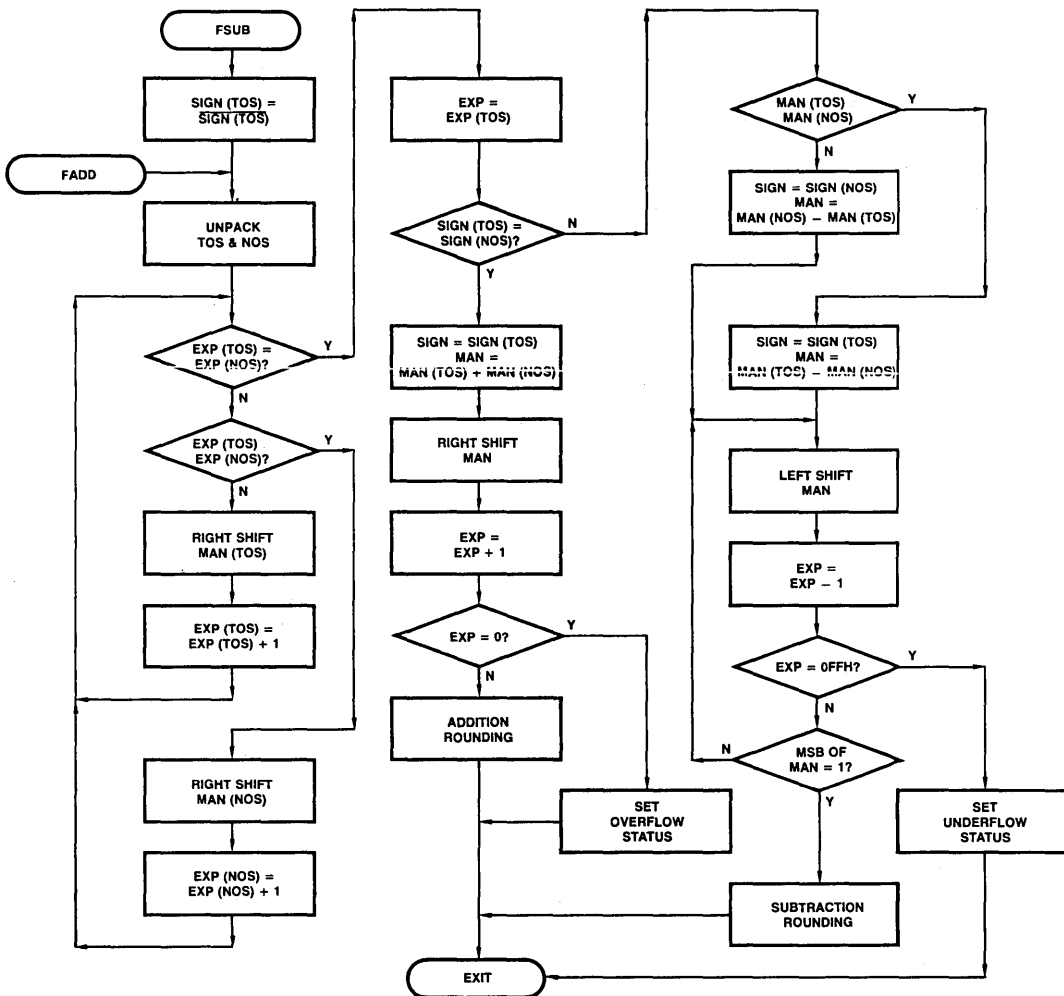 FSUB
SIGN (TOS) =
SIGN (TOS)
FADD
UNPACK
TOS & NOS
EXP (TOS) =
EXP (NOS)?
Y
N
EXP (TOS)
EXP (NOS)?
Y
N
RIGHT SHIFT
MAN (TOS)
EXP (TOS) =
EXP (TOS) + 1
RIGHT SHIFT
MAN (NOS)
EXP (NOS) =
EXP (NOS) + 1
EXP =
EXP (TOS)
SIGN (TOS) =
SIGN (NOS)?
N
Y
SIGN = SIGN (TOS)
MAN =
MAN (TOS) + MAN (NOS)
RIGHT SHIFT
MAN
EXP =
EXP + 1
EXP = 0?
Y
N
ADDITION
ROUNDING
SET
OVERFLOW
STATUS
EXIT
MAN (TOS)
MAN (NOS)
Y
N
SIGN = SIGN (NOS)
MAN =
MAN (NOS) − MAN (TOS)
SIGN = SIGN (TOS)
MAN =
MAN (TOS) − MAN (NOS)
LEFT SHIFT
MAN
EXP =
EXP − 1
EXP = 0FFH?
Y
N
MSB OF
MAN = 1?
N
Y
SET
UNDERFLOW
STATUS
SUBTRACTION
ROUNDING